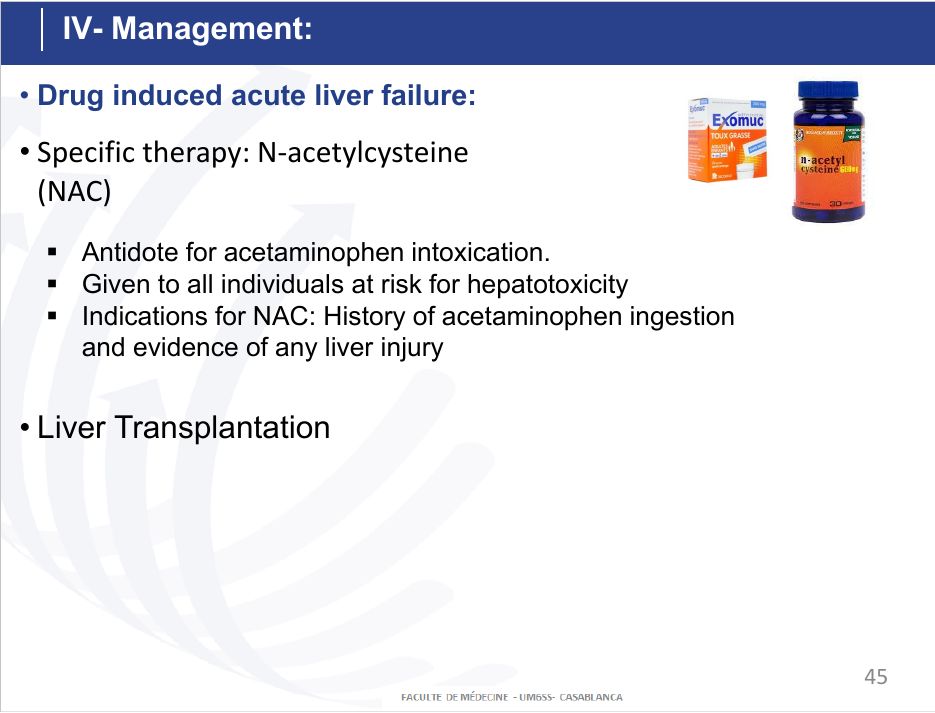 IV- Management:
• Drug induced acute liver failure:
• Specific therapy: N-acetylcysteine
(NAC)
▪ Antidote for acetaminophen intoxication.
▪ Given to all individuals at risk for hepatotoxicity
▪ Indications for NAC: History of acetaminophen ingestion
and evidence of any liver injury
• Liver Transplantation
Exomuc
TOUX GRASSE
n-acetyl
cysteine 600mg
30
45
FACULTE DE MÉDECINE - UM6SS- CASABLANCA